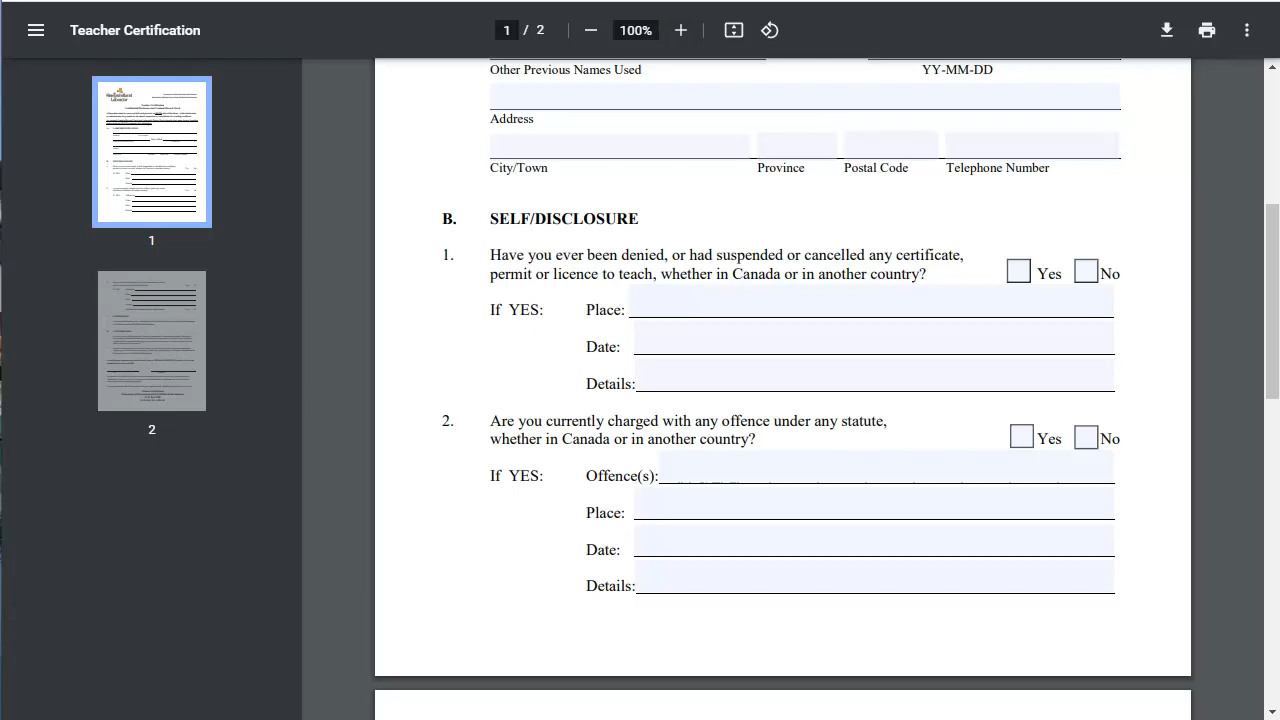 Teacher Certification
1 / 2
100%
1
2
Other Previous Names Used
YY-MM-DD
Address
City/Town
Province
Postal Code
Telephone Number
B. SELF/DISCLOSURE
1. Have you ever been denied, or had suspended or cancelled any certificate,
permit or licence to teach, whether in Canada or in another country?
Yes
No
If YES: Place:
Date:
Details:
2. Are you currently charged with any offence under any statute,
whether in Canada or in another country?
Yes
No
If YES: Offence(s):
Place:
Date:
Details: